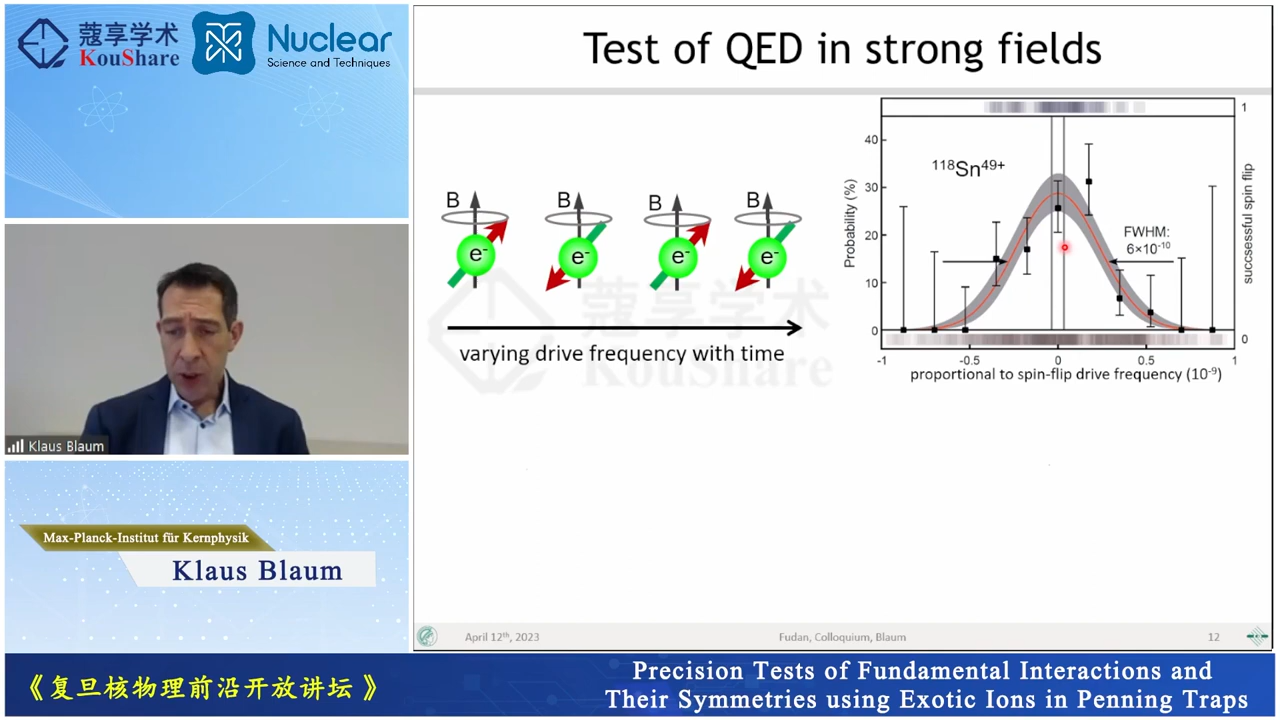 蔻享学术
KouShare
Nuclear
Science and Techniques
Klaus Blaum
Max-Planck-Institut für Kernphysik
Klaus Blaum
Test of QED in strong fields
B
B
B
B
e-
e-
e-
e-
varying drive frequency with time
蔻享学术
KouShare
118Sn49+
FWHM:
6×10-10
Probability (%)
40
30
20
10
0
1
0
succsessful spin flip
-1
-0.5
0
0.5
1
proportional to spin-flip drive frequency (10-9)
April 12th, 2023
Fudan, Colloquium, Blaum
12
《复旦核物理前沿开放讲坛》
Precision Tests of Fundamental Interactions and
Their Symmetries using Exotic Ions in Penning Traps